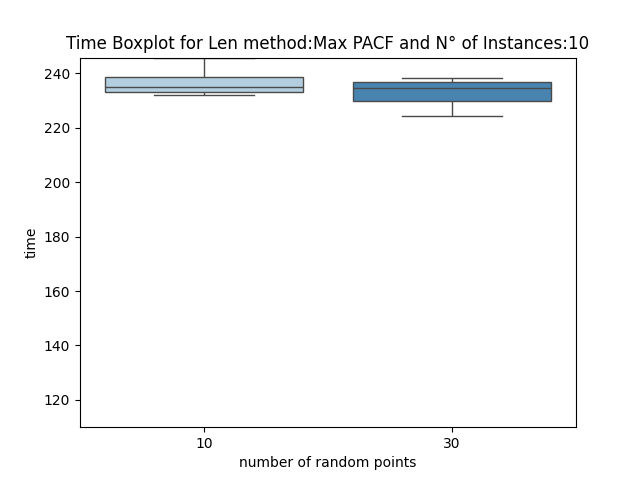 Time Boxplot for Len method:Max PACF and N° of Instances:10
240
220
200
180
160
140
120
time
10 30
number of random points